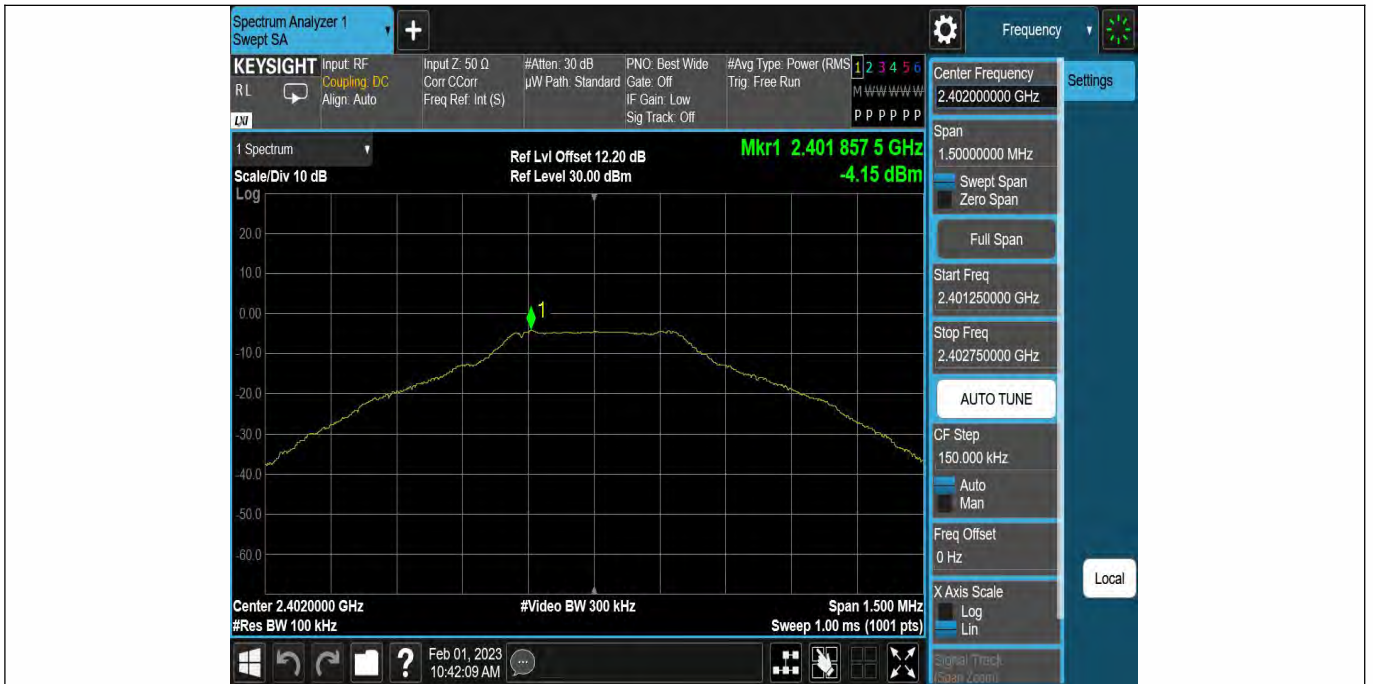 Spectrum Analyzer 1
Swept SA
+
Frequency
KEYSIGHT
RL
LXI
Input: RF
Coupling: DC
Align: Auto
Input Z: 50 Ω
Corr CCorr
Freq Ref: Int (S)
#Atten: 30 dB
µW Path: Standard
PNO: Best Wide
Gate: Off
IF Gain: Low
Sig Track: Off
#Avg Type: Power (RMS
Trig: Free Run
1 2 3 4 5 6
M W W W W W
P P P P P P
1 Spectrum
Scale/Div 10 dB
Log
Ref Lvl Offset 12.20 dB
Ref Level 30.00 dBm
Mkr1 2.401 857 5 GHz
-4.15 dBm
20.0
10.0
0.00
-10.0
-20.0
-30.0
-40.0
-50.0
-60.0
1
Center 2.4020000 GHz
#Res BW 100 kHz
#Video BW 300 kHz
Span 1.500 MHz
Sweep 1.00 ms (1001 pts)
Center Frequency
2.402000000 GHz
Span
1.50000000 MHz
Swept Span
Zero Span
Full Span
Start Freq
2.401250000 GHz
Stop Freq
2.402750000 GHz
AUTO TUNE
CF Step
150.000 kHz
Auto
Man
Freq Offset
0 Hz
X Axis Scale
Log
Lin
Signal Track
(Span Zoom)
Settings
Local
?
Feb 01, 2023
10:42:09 AM